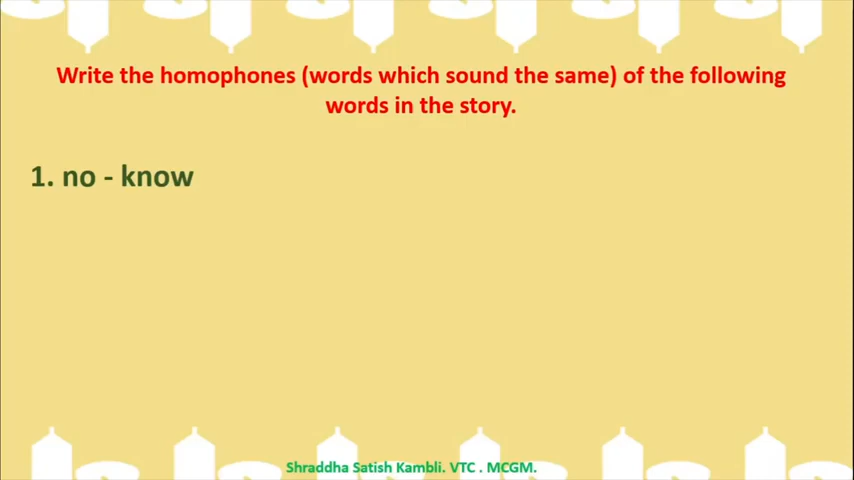 Write the homophones (words which sound the same) of the following
words in the story.
1. no - know
Shraddha Satish Kambli. VTC . MCGM.